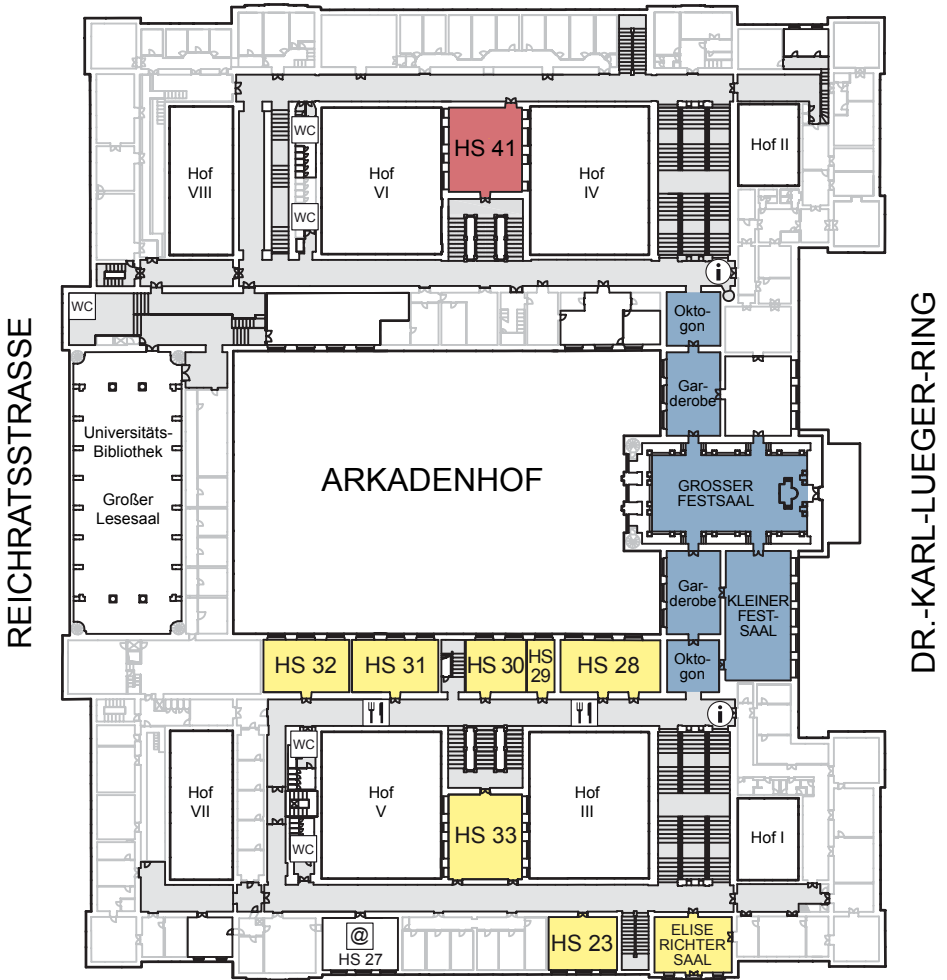 WC
HS 41
Hof
VIII
Hof
VI
Hof
IV
Hof II
WC
i
WC
Okto-
gon
REICHRATSSTRASSE
DR.-KARL-LUEGER-RING
Gar-
derobe
Universitäts-
Bibliothek
Großer
Lesesaal
ARKADENHOF
GROSSER
FESTSAAL
Gar-
derobe
KLEINER
FEST-
SAAL
HS 32
HS 31
HS 30
HS
29
HS 28
Okto-
gon
i
WC
Hof
VII
Hof
V
Hof
III
HS 33
Hof I
WC
@
HS 27
HS 23
ELISE
RICHTER
SAAL